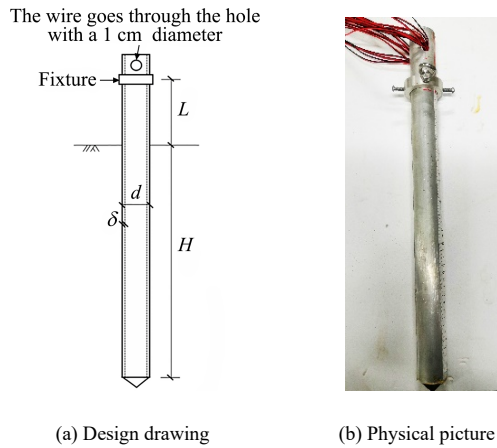 The wire goes through the hole
with a 1 cm diameter
Fixture
L
d
δ
H
(a) Design drawing
(b) Physical picture